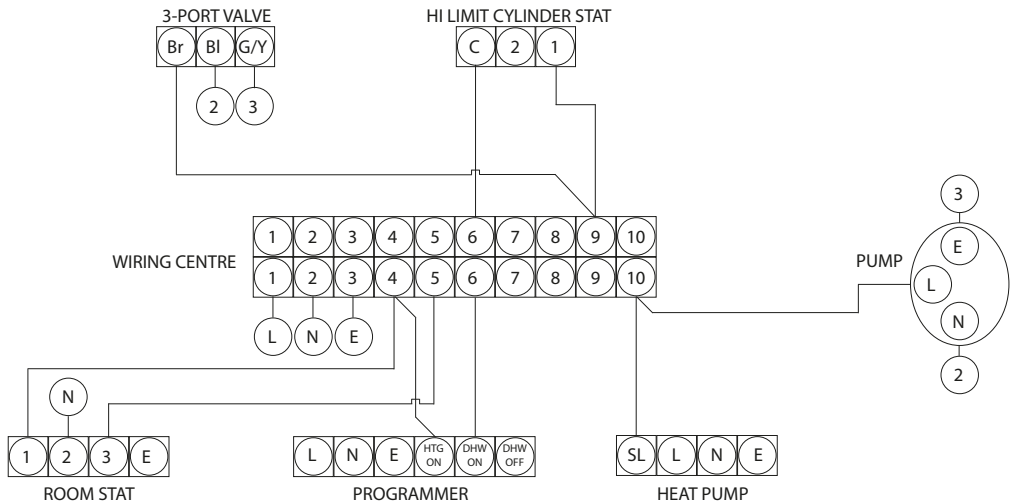 3-PORT VALVE
HI LIMIT CYLINDER STAT
Br Bl G/Y
C 2 1
2 3
3
E
L
N
2
PUMP
WIRING CENTRE
1 2 3 4 5 6 7 8 9 10
1 2 3 4 5 6 7 8 9 10
L N E
N
1 2 3 E
ROOM STAT
L N E HTG ON DHW ON DHW OFF
PROGRAMMER
SL L N E
HEAT PUMP